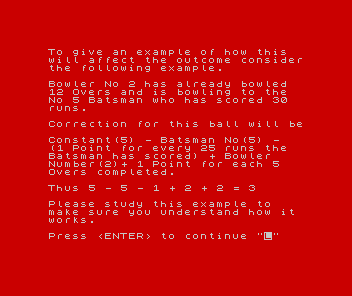 To give an example of how this
will affect the outcome consider
the following example.
Bowler No 2 has already bowled
12 Overs and is bowling to the
No 5 Batsman who has scored 30
runs.
Correction for this ball will be
Constant(5) - Batsman No(5) -
(1 Point for every 25 runs the
Batsman has scored) + Bowler
Number(2)+ 1 Point for each 5
Overs completed.
Thus 5 - 5 - 1 + 2 + 2 = 3
Please study this example to
make sure you understand how it
works.
Press <ENTER> to continue "L"